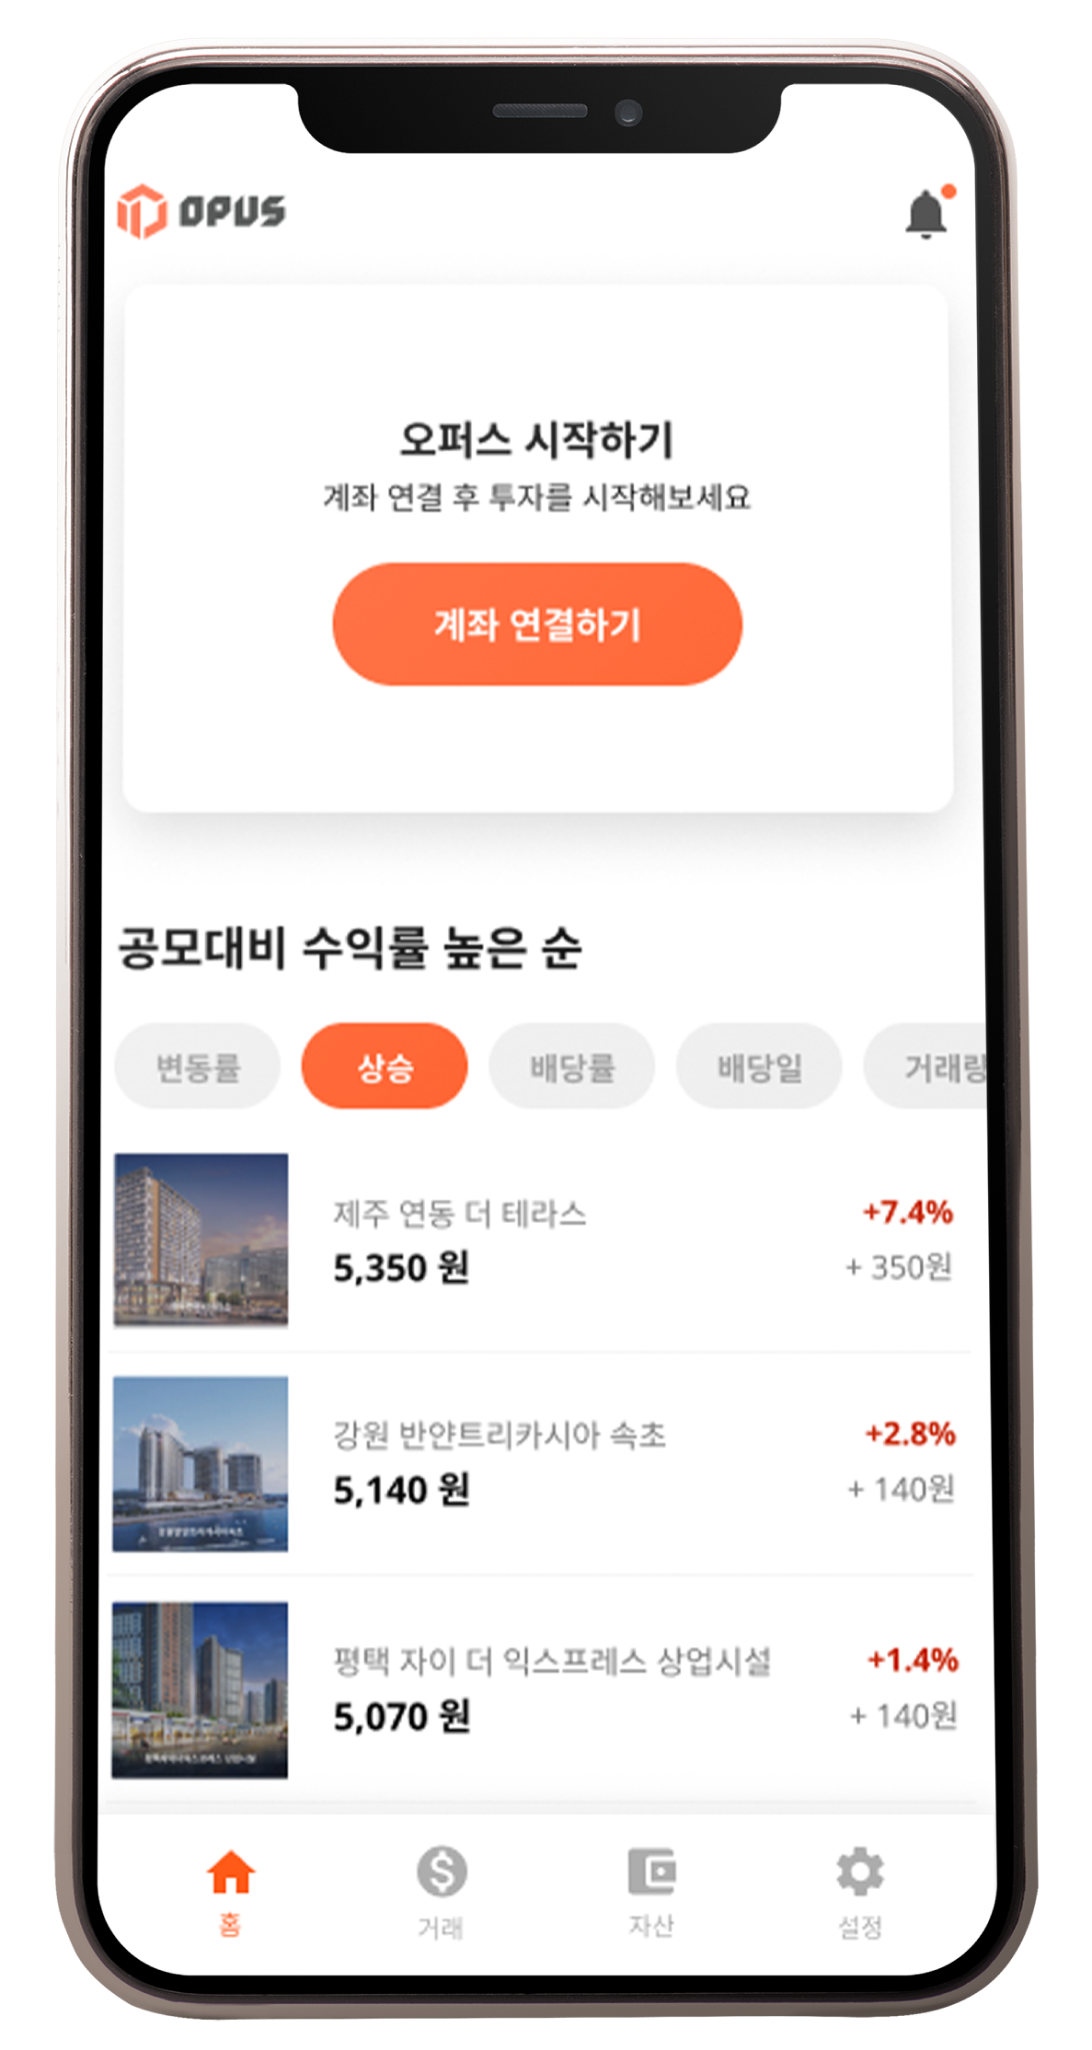 OPUS
오퍼스 시작하기
계좌 연결 후 투자를 시작해보세요
계좌 연결하기
공모대비 수익률 높은 순
변동률 상승 배당률 배당일 거래량
제주 연동 더 테라스 +7.4%
5,350 원 + 350원
강원 반얀트리카시아 속초 +2.8%
5,140 원 + 140원
평택 자이 더 익스프레스 상업시설 +1.4%
5,070 원 + 140원
홈 거래 자산 설정